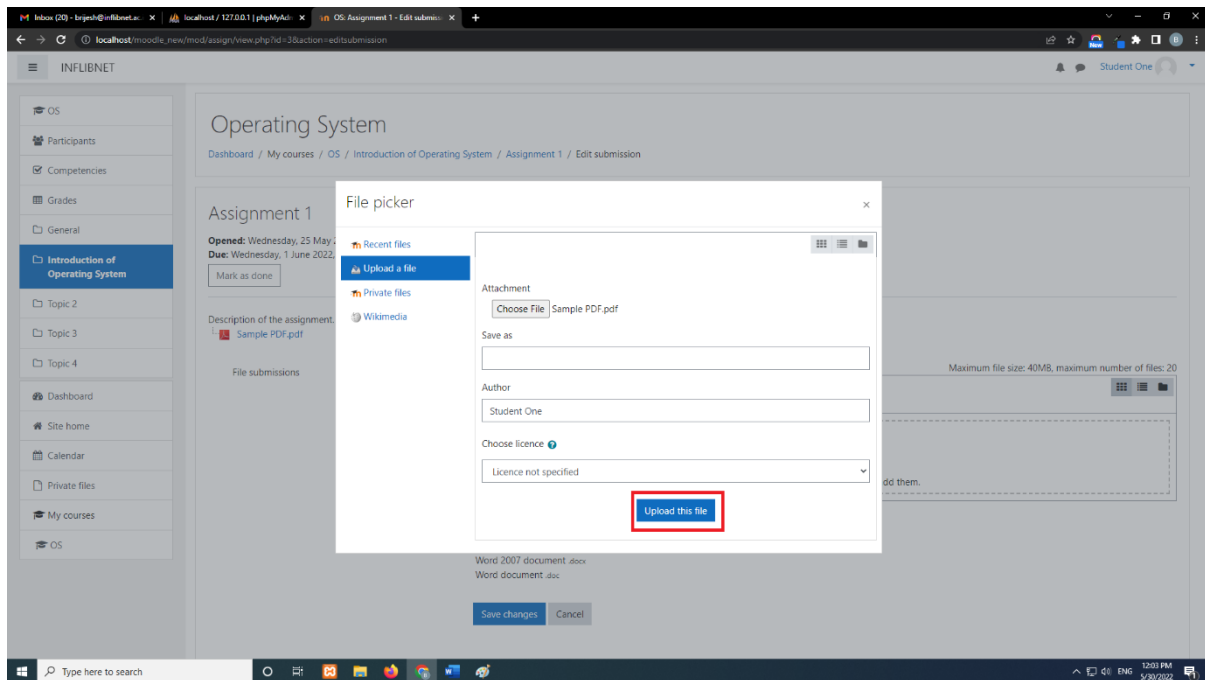 Inbox (20) - brijesh@inflibnet.ac.
localhost / 127.0.0.1 | phpMyAdm
OS: Assignment 1 - Edit submiss
localhost/moodle_new/mod/assign/view.php?id=3&action=editsubmission
New
B
INFLIBNET
Student One
OS
Participants
Competencies
Grades
General
Introduction of
Operating System
Topic 2
Topic 3
Topic 4
Dashboard
Site home
Calendar
Private files
My courses
OS
Operating System
Dashboard / My courses / OS / Introduction of Operating System / Assignment 1 / Edit submission
Assignment 1
Opened: Wednesday, 25 May
Due: Wednesday, 1 June 2022,
Mark as done
Description of the assignment.
Sample PDF.pdf
File submissions
Maximum file size: 40MB, maximum number of files: 20
dd them.
File picker
×
Recent files
Upload a file
Private files
Wikimedia
Attachment
Choose File Sample PDF.pdf
Save as
Author
Student One
Choose licence
Licence not specified
Upload this file
Word 2007 document .docx
Word document .doc
Save changes Cancel
Type here to search
ENG
12:03 PM
5/30/2022